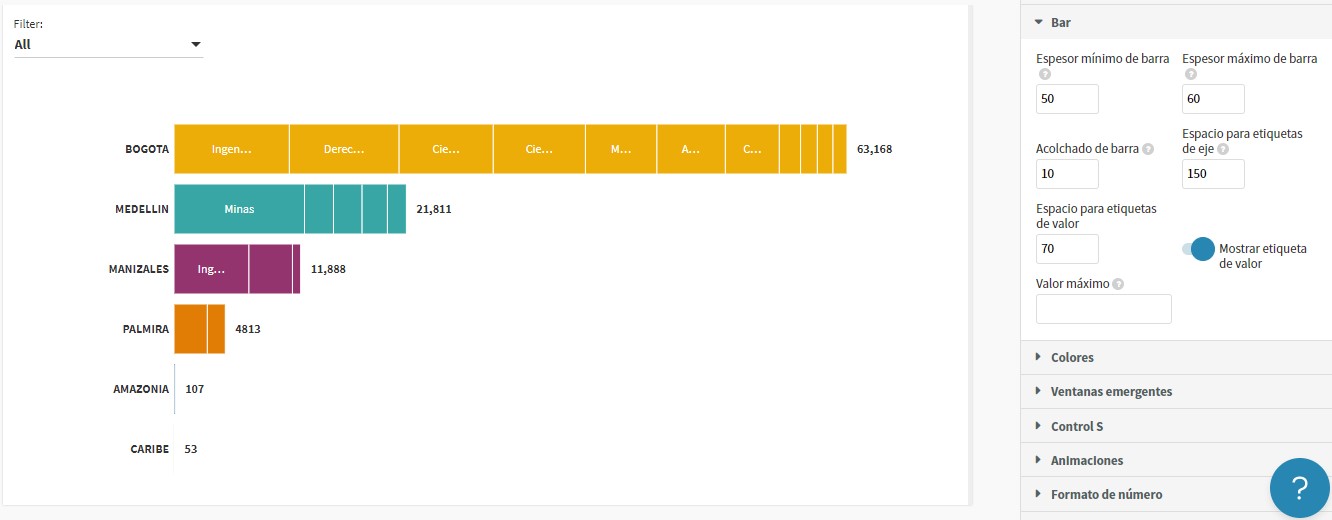 Filter:
All
BOGOTA
Ingen...
Derec...
Cie...
Cie...
M...
A...
C...
63,168
MEDELLIN
Minas
21,811
MANIZALES
Ing...
11,888
PALMIRA
4813
AMAZONIA
107
CARIBE
53
Bar
Espesor mínimo de barra ?
50
Espesor máximo de barra ?
60
Acolchado de barra ?
10
Espacio para etiquetas
de eje ?
150
Espacio para etiquetas
de valor
70
Mostrar etiqueta
de valor
Valor máximo ?
Colores
Ventanas emergentes
Control S
Animaciones
Formato de número
?